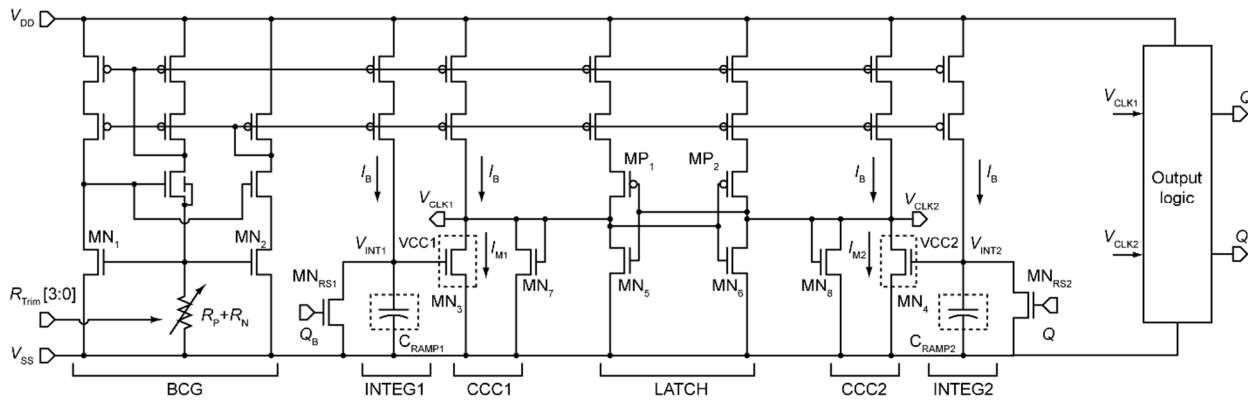 VDD
IB
IB
MP1
MP2
IB
IB
VCLK1
Q
VCLK1
VCLK2
Output
logic
MN1
MN2
VINT1
VCC1
IM1
IM2
VCC2
VINT2
VCLK2
Q
MNRS1
MN3
MN7
MN5
MN6
MN8
MN4
MNRS2
RTrim [3:0]
RP+RN
QB
CRAMP1
CRAMP2
Q
VSS
BCG
INTEG1
CCC1
LATCH
CCC2
INTEG2